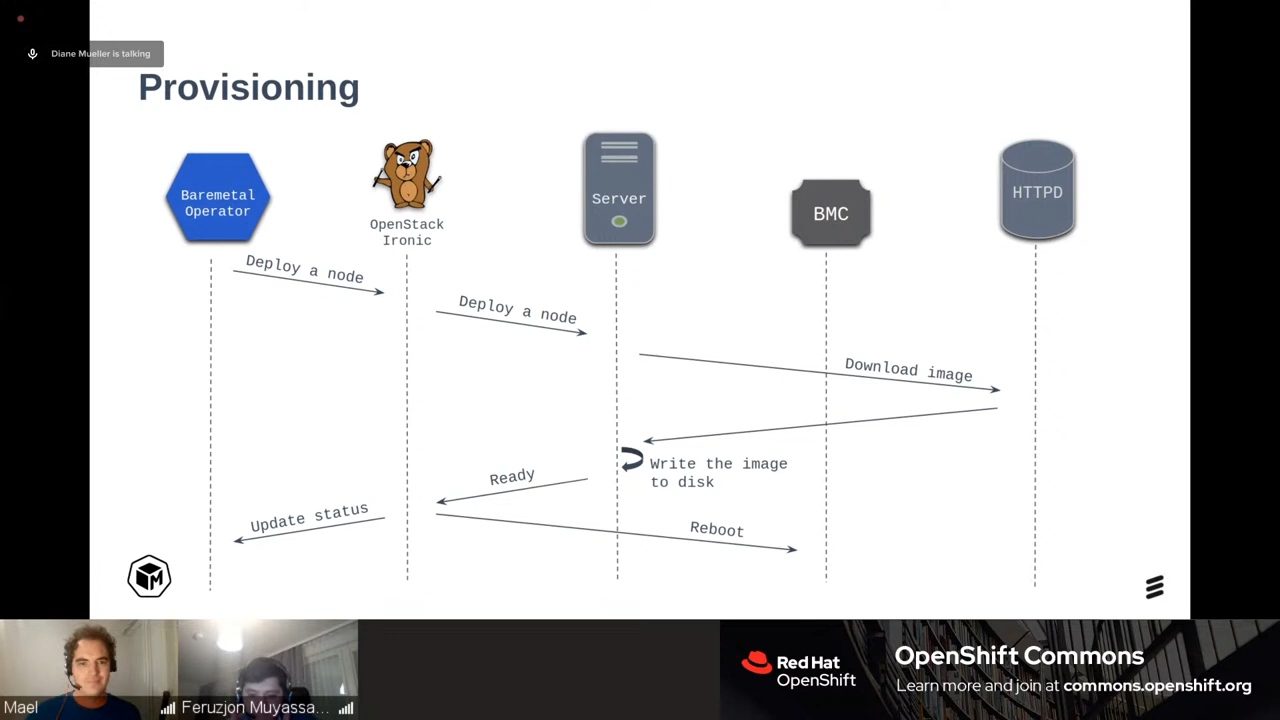 Diane Mueller is talking
Provisioning
Baremetal
Operator
OpenStack
Ironic
Server
BMC
HTTPD
Deploy a node
Deploy a node
Download image
Write the image
to disk
Ready
Update status
Reboot
M
Mael
Feruzjon Muyassa...
Red Hat
OpenShift
OpenShift Commons
Learn more and join at commons.openshift.org